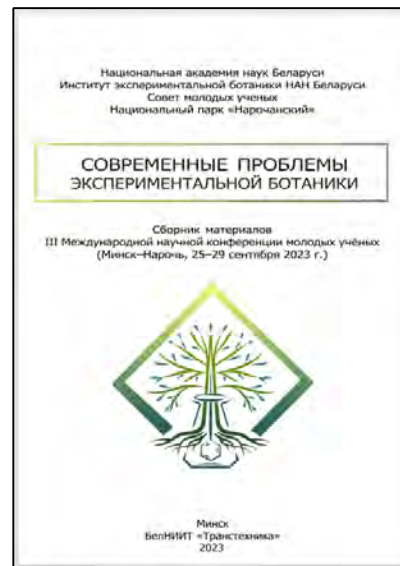 Национальная академия наук Беларуси
Институт экспериментальной ботаники НАН Беларуси
Совет молодых ученых
Национальный парк «Нарочанский»
СОВРЕМЕННЫЕ ПРОБЛЕМЫ
ЭКСПЕРИМЕНТАЛЬНОЙ БОТАНИКИ
Сборник материалов
III Международной научной конференции молодых учёных
(Минск–Нарочь, 25–29 сентября 2023 г.)
Минск
БелНИИТ «Транстехника»
2023